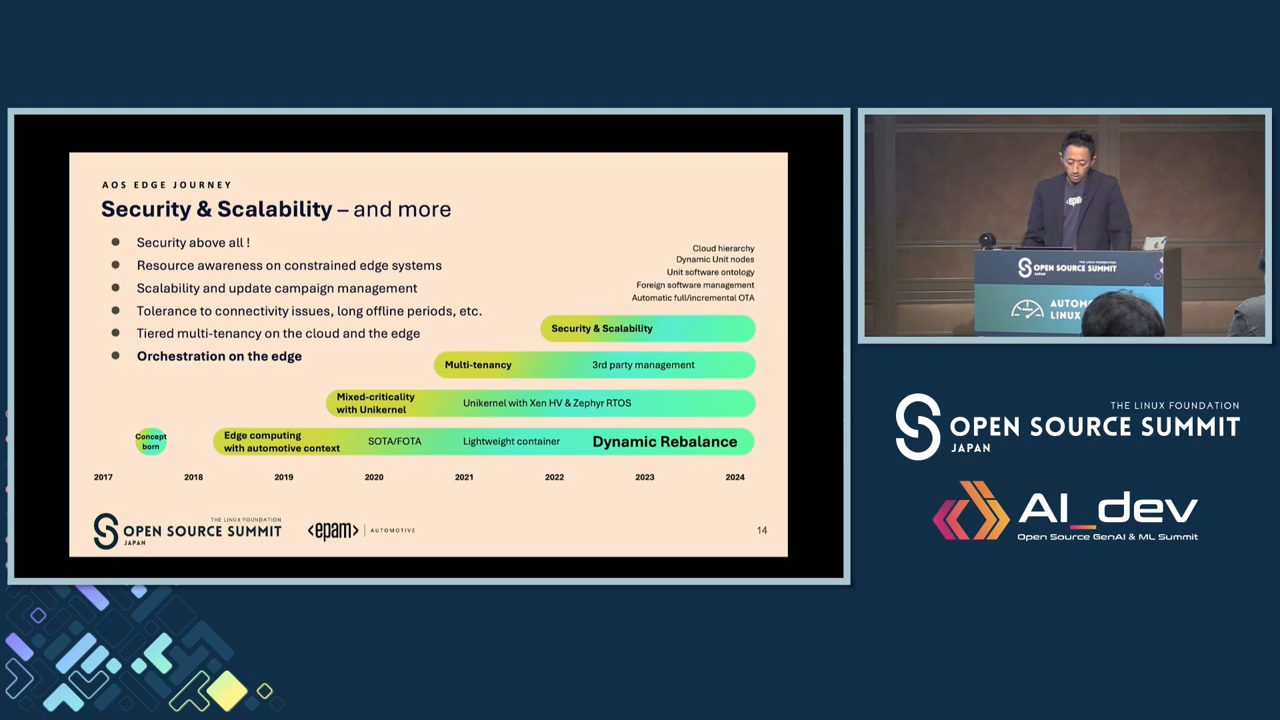 AOS EDGE JOURNEY
Security & Scalability – and more
Security above all !
Resource awareness on constrained edge systems
Scalability and update campaign management
Tolerance to connectivity issues, long offline periods, etc.
Tiered multi-tenancy on the cloud and the edge
Orchestration on the edge
Cloud hierarchy
Dynamic Unit nodes
Unit software ontology
Foreign software management
Automatic full/incremental OTA
Security & Scalability
Multi-tenancy
3rd party management
Mixed-criticality
with Unikernel
Unikernel with Xen HV & Zephyr RTOS
Concept
born
Edge computing
with automotive context
SOTA/FOTA
Lightweight container
Dynamic Rebalance
2017
2018
2019
2020
2021
2022
2023
2024
THE LINUX FOUNDATION
OPEN SOURCE SUMMIT
JAPAN
<epam>
AUTOMOTIVE
14
<epam
THE LINUX FOUNDATION
OPEN SOURCE SUMMIT
LINUX
THE LINUX FOUNDATION
OPEN SOURCE SUMMIT
JAPAN
AI_dev
Open Source GenAI & ML Summit